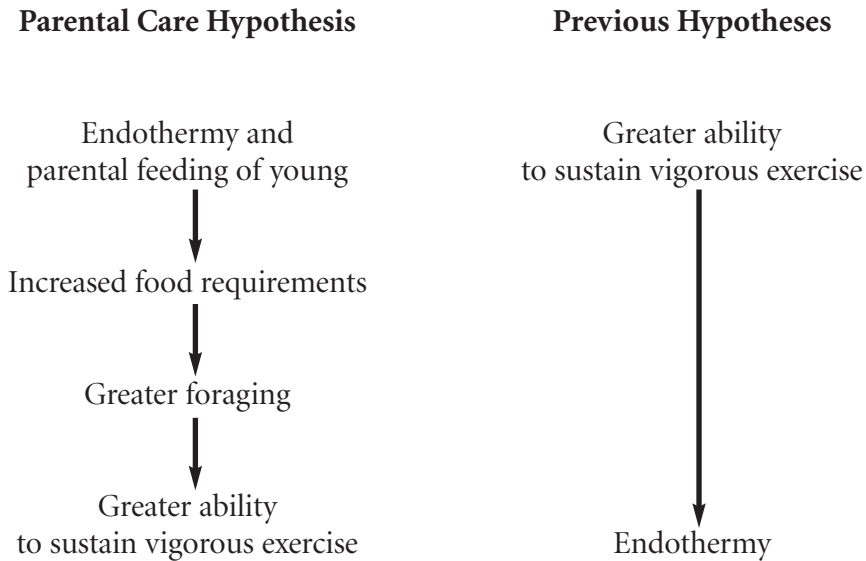 Parental Care Hypothesis
Endothermy and
parental feeding of young
Increased food requirements
Greater foraging
Greater ability
to sustain vigorous exercise
Previous Hypotheses
Greater ability
to sustain vigorous exercise
Endothermy